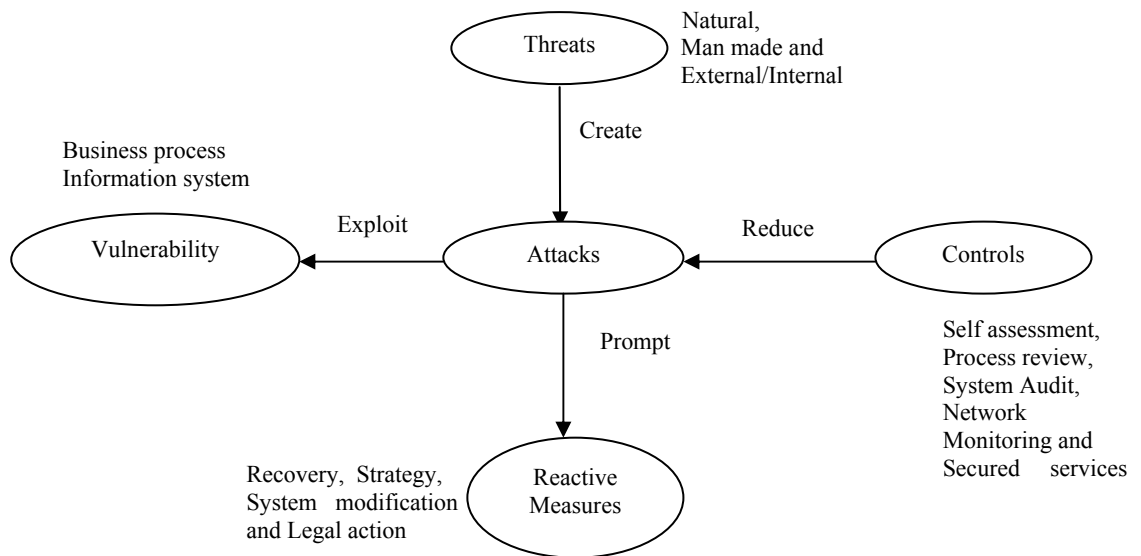 Threats
Natural,
Man made and
External/Internal
Create
Business process
Information system
Vulnerability
Exploit
Attacks
Reduce
Controls
Prompt
Self assessment,
Process review,
System Audit,
Network
Monitoring and
Secured services
Recovery, Strategy,
System modification
and Legal action
Reactive
Measures